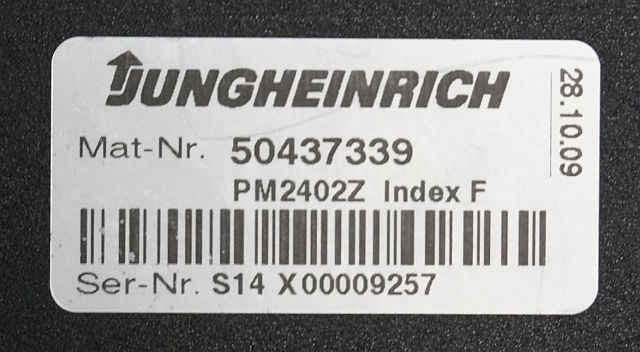 JUNGHEINRICH
28.10.09
Mat-Nr. 50437339
PM2402Z Index F
Ser-Nr. S14 X00009257